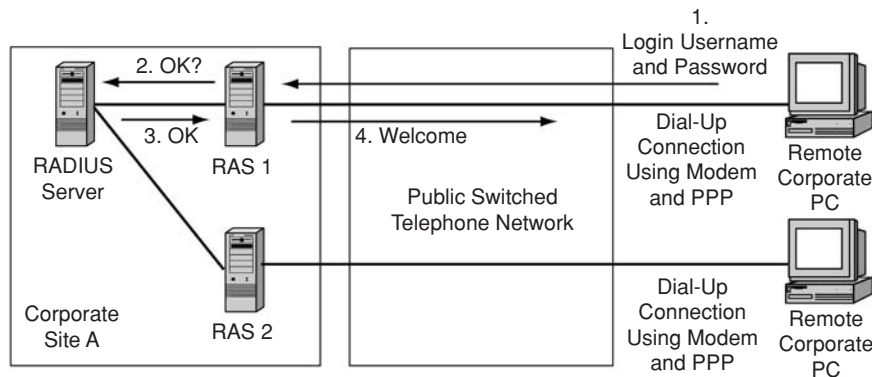 1.
Login Username
and Password
2. OK?
3. OK
4. Welcome
RADIUS
Server
RAS 1
Dial-Up
Connection
Using Modem
and PPP
Remote
Corporate
PC
Public Switched
Telephone Network
Corporate
Site A
RAS 2
Dial-Up
Connection
Using Modem
and PPP
Remote
Corporate
PC